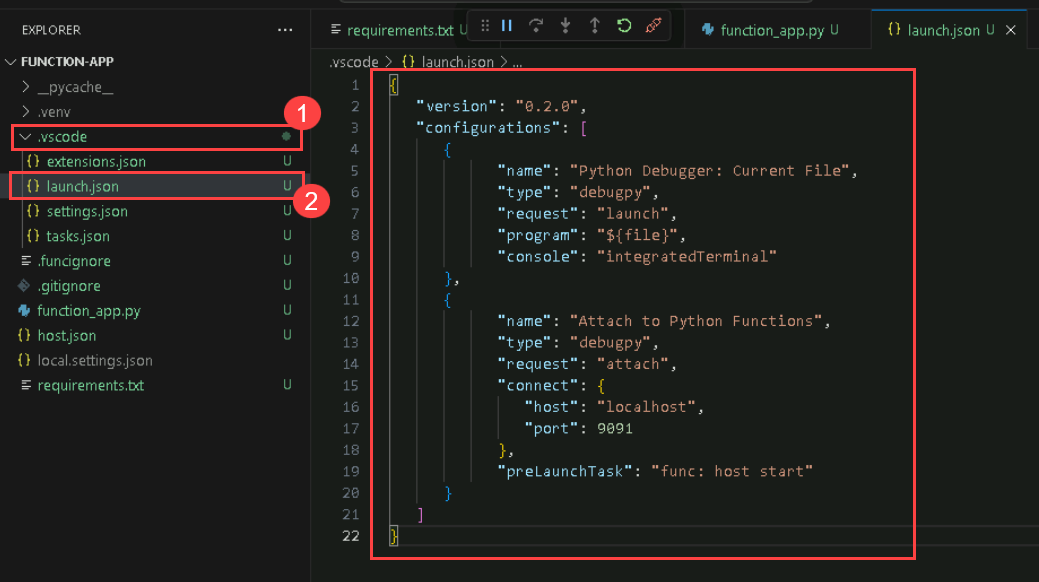 EXPLORER
FUNCTION-APP
__pycache__
.venv
.vscode
1
extensions.json U
launch.json U
2
settings.json U
tasks.json U
.funcignore U
.gitignore U
function_app.py U
host.json U
local.settings.json
requirements.txt U
requirements.txt U
function_app.py U
{} launch.json U
.vscode > {} launch.json > ...
1 {
2 "version": "0.2.0",
3 "configurations": [
4 {
5 "name": "Python Debugger: Current File",
6 "type": "debugpy",
7 "request": "launch",
8 "program": "${file}",
9 "console": "integratedTerminal"
10 },
11 {
12 "name": "Attach to Python Functions",
13 "type": "debugpy",
14 "request": "attach",
15 "connect": {
16 "host": "localhost",
17 "port": 9091
18 },
19 "preLaunchTask": "func: host start"
20 }
21 ]
22 }